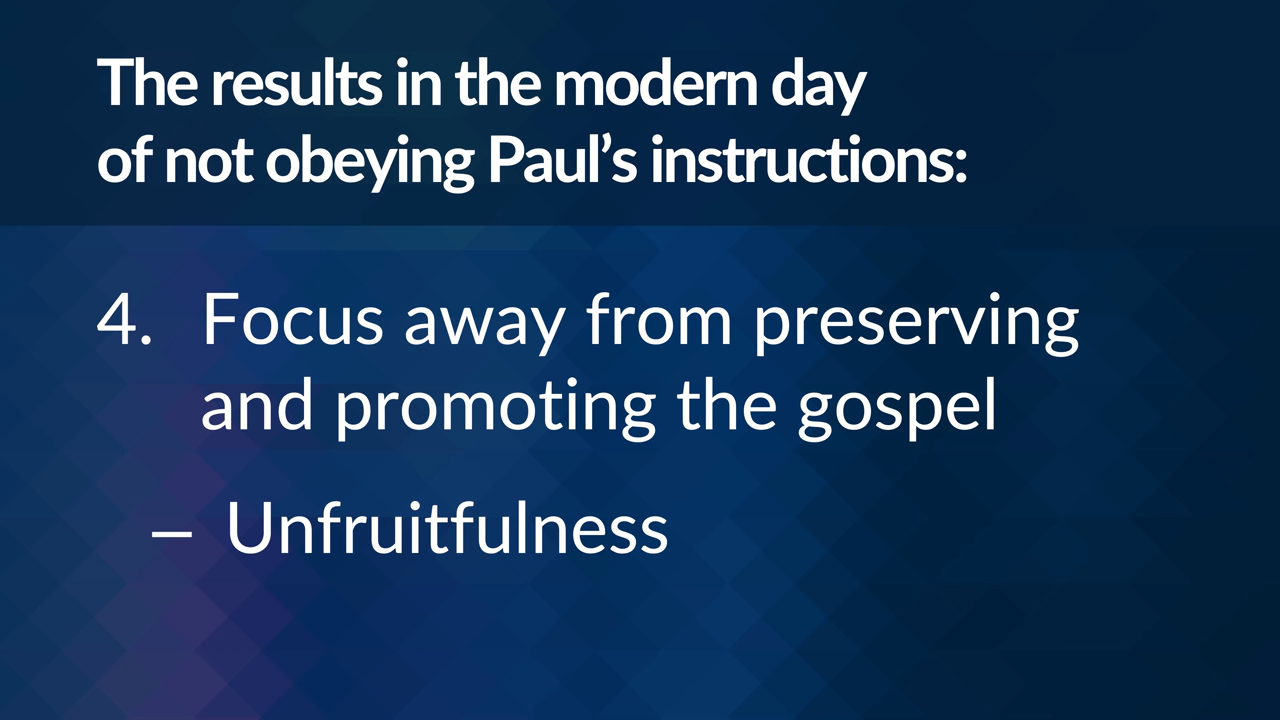 The results in the modern day
of not obeying Paul’s instructions:
4. Focus away from preserving
and promoting the gospel
– Unfruitfulness